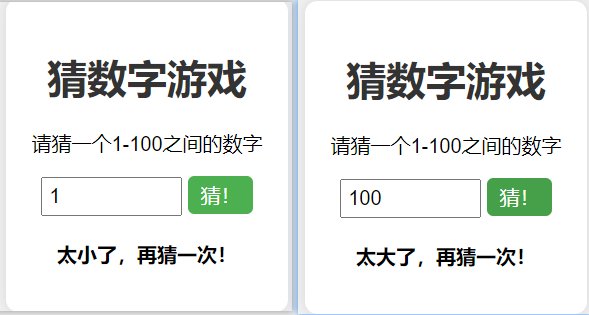 猜数字游戏
请猜一个1-100之间的数字
1 猜！
太小了，再猜一次！
猜数字游戏
请猜一个1-100之间的数字
100 猜！
太大了，再猜一次！